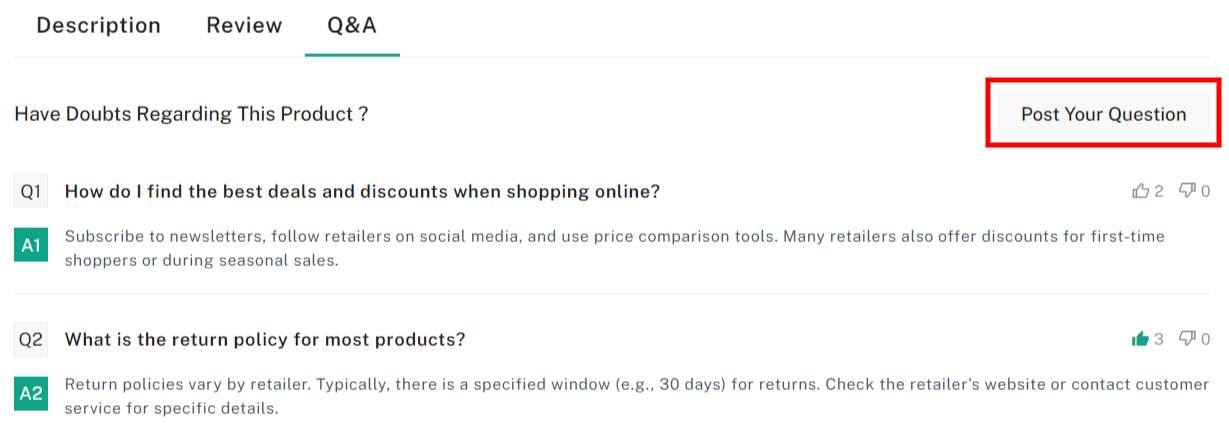 Description Review Q&A
Have Doubts Regarding This Product ? Post Your Question
Q1 How do I find the best deals and discounts when shopping online? 2 0
A1 Subscribe to newsletters, follow retailers on social media, and use price comparison tools. Many retailers also offer discounts for first-time
shoppers or during seasonal sales.
Q2 What is the return policy for most products? 3 0
A2 Return policies vary by retailer. Typically, there is a specified window (e.g., 30 days) for returns. Check the retailer's website or contact customer
service for specific details.